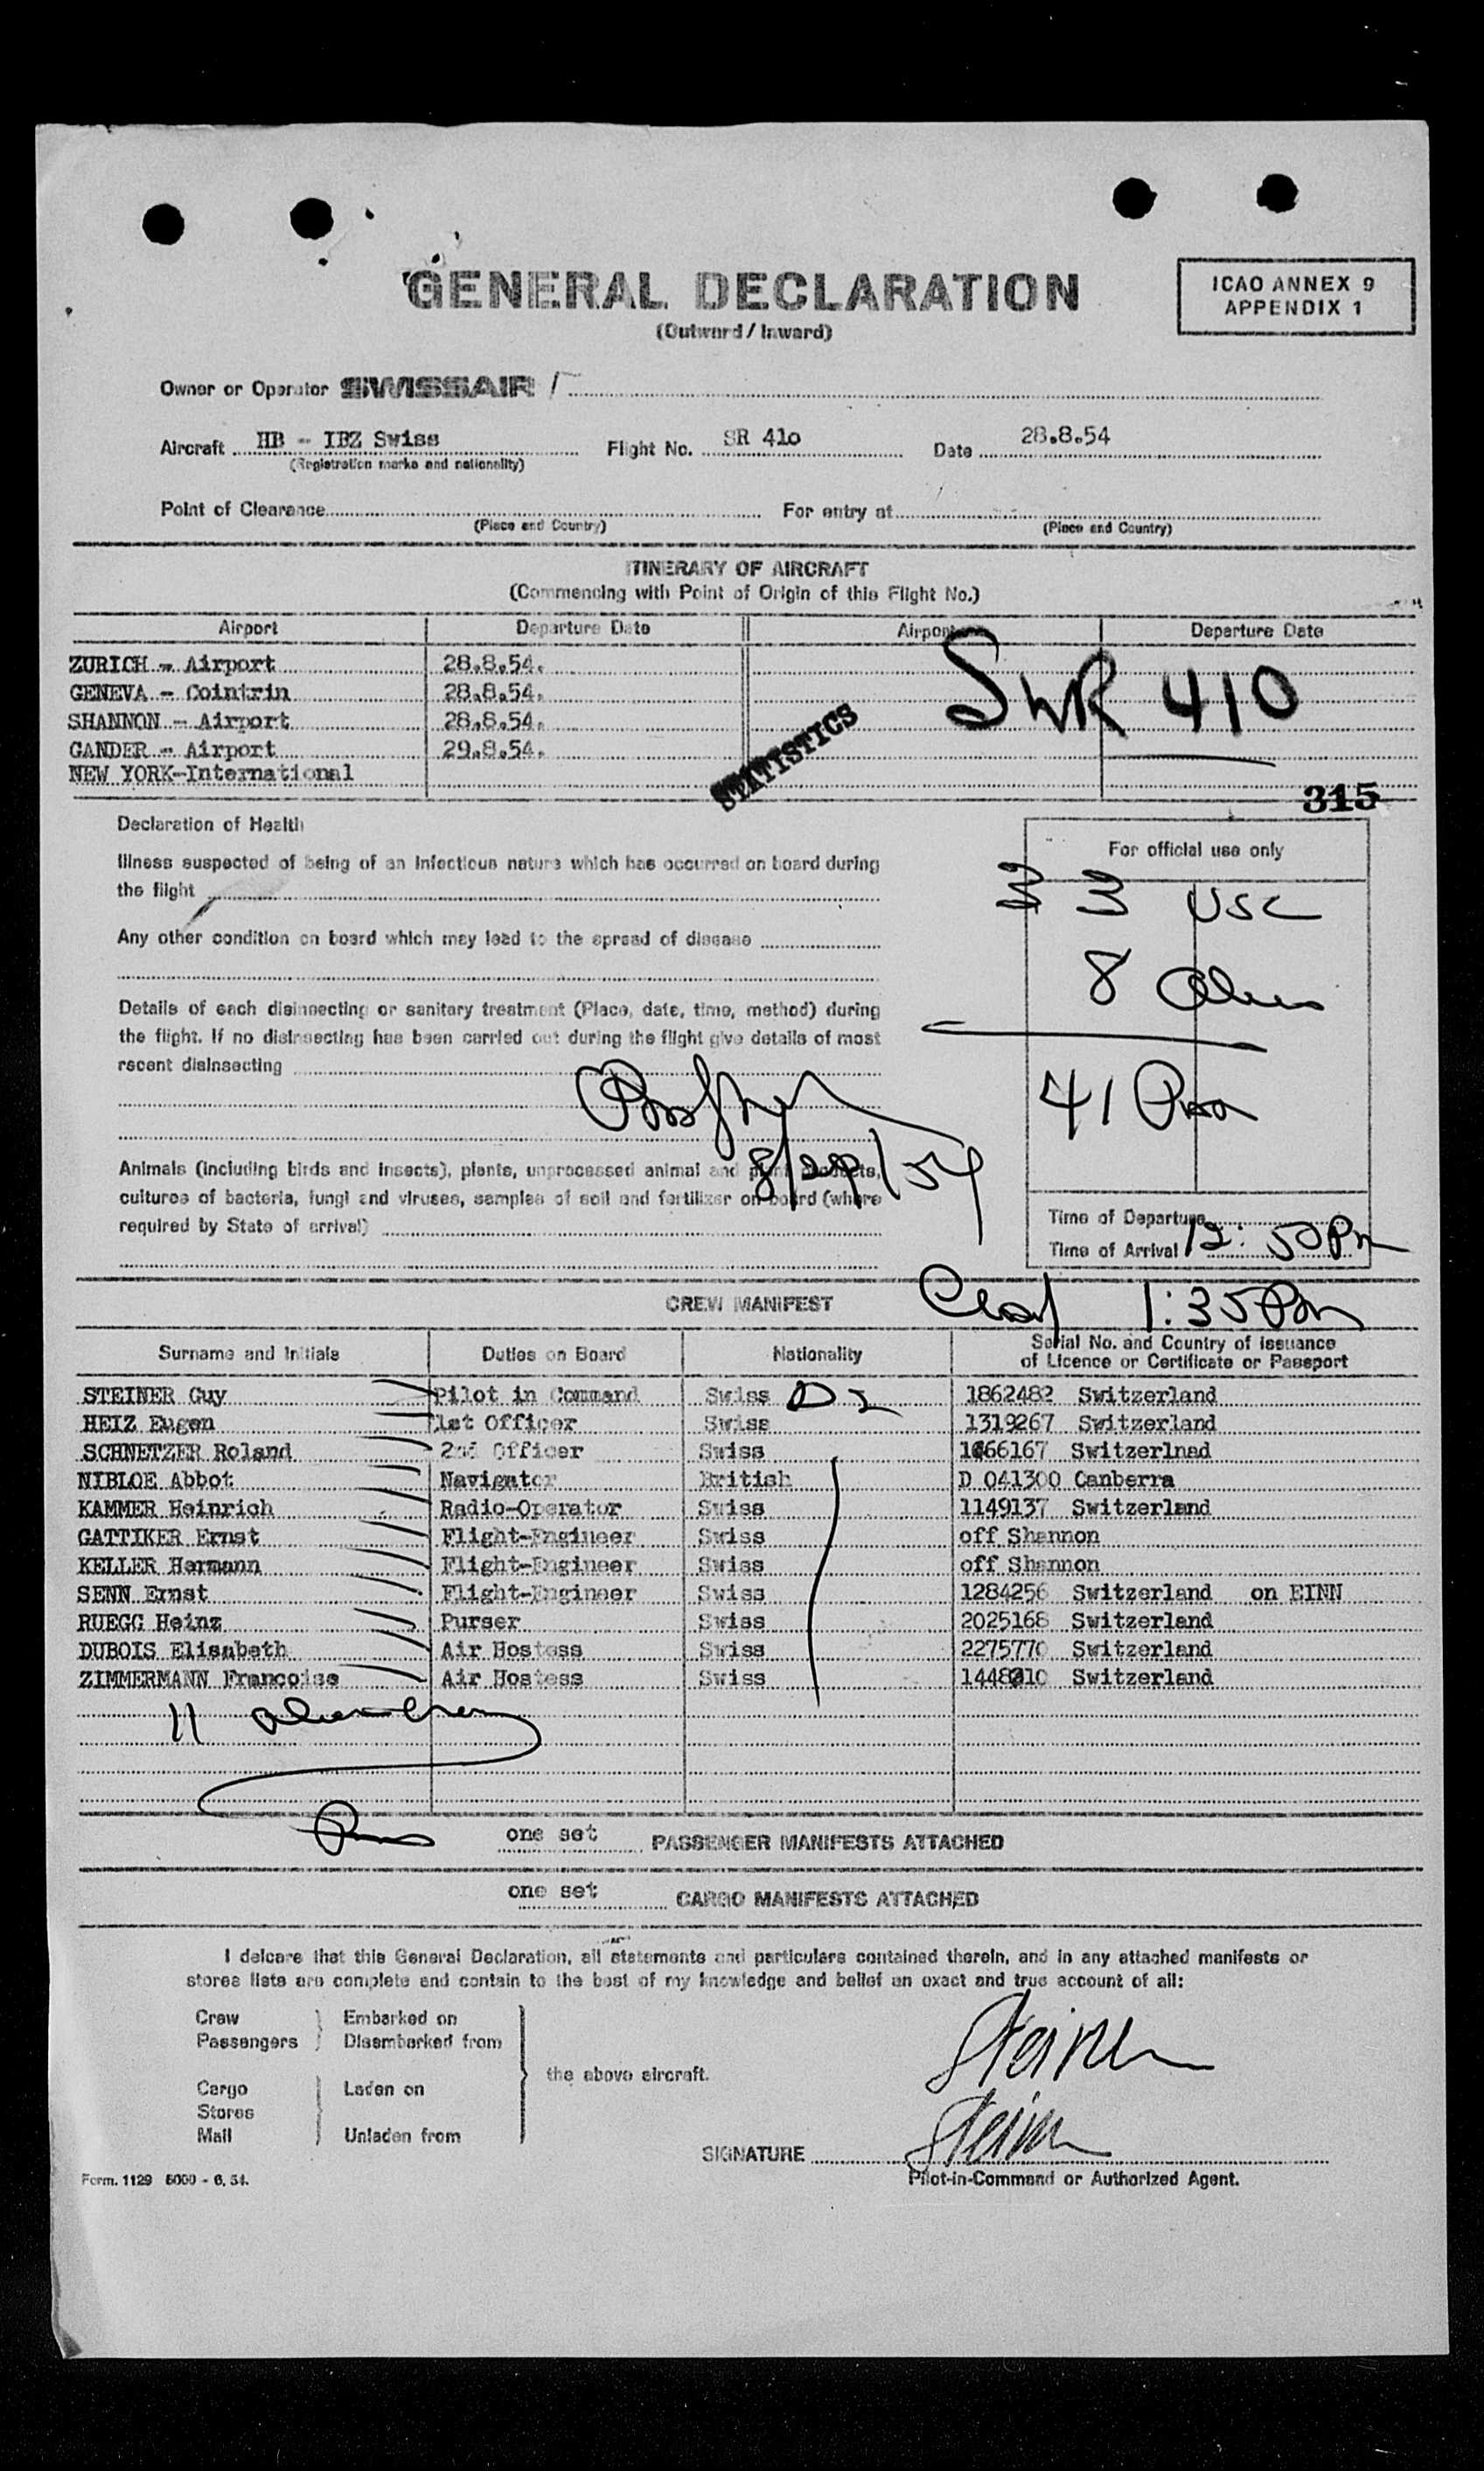 GENERAL DECLARATION
(Outward / Inward)
ICAO ANNEX 9
APPENDIX 1
Owner or Operator SWISSAIR
Aircraft HB - IBZ Swiss Flight No. SR 41o Date 28.8.54
(Registration marks and nationality)
Point of Clearance For entry at
(Place and Country) (Place and Country)
ITINERARY OF AIRCRAFT
(Commencing with Point of Origin of this Flight No.)
Airport Departure Date Airport Departure Date
ZURICH - Airport 28.8.54.
GENEVA - Cointrin 28.8.54.
SHANNON - Airport 28.8.54.
GANDER - Airport 29.8.54.
NEW YORK-International
SWR 410
STATISTICS
315
Declaration of Health
Illness suspected of being of an infectious nature which has occurred on board during
the flight
Any other condition on board which may lead to the spread of disease
Details of each disinsecting or sanitary treatment (Place, date, time, method) during
the flight. If no disinsecting has been carried out during the flight give details of most
recent disinsecting
8/29/54
Animals (including birds and insects), plants, unprocessed animal and plant products,
cultures of bacteria, fungi and viruses, samples of soil and fertilizer on board (where
required by State of arrival)
For official use only
33 USC
8
41
Time of Departure
Time of Arrival 12:50 Pm
1:35 Pm
CREW MANIFEST
Surname and Initials Duties on Board Nationality Serial No. and Country of issuance
of Licence or Certificate or Passport
STEINER Guy Pilot in Command Swiss 1862482 Switzerland
HEIZ Eugen 1st Officer Swiss 1319267 Switzerland
SCHNETZER Roland 2nd Officer Swiss 1666167 Switzerlnad
NIBLOE Abbot Navigator British D 041300 Canberra
KAMMER Heinrich Radio-Operator Swiss 1149137 Switzerland
GATTIKER Ernst Flight-Engineer Swiss off Shannon
KELLER Hermann Flight-Engineer Swiss off Shannon
SENN Ernst Flight-Engineer Swiss 1284256 Switzerland on EINN
RUEGG Heinz Purser Swiss 2025168 Switzerland
DUBOIS Elisabeth Air Hostess Swiss 2275770 Switzerland
ZIMMERMANN Francoise Air Hostess Swiss Switzerland
11
one set PASSENGER MANIFESTS ATTACHED
one set CARGO MANIFESTS ATTACHED
I delcare that this General Declaration, all statements and particulars contained therein, and in any attached manifests or
stores lists are complete and contain to the best of my knowledge and belief an exact and true account of all:
Crew Embarked on
Passengers Disembarked from
the above aircraft.
Cargo Laden on
Stores
Mail Unladen from
Steiner
SIGNATURE Steiner
Pilot-in-Command or Authorized Agent.
Form. 1129 5000 - 6. 54.